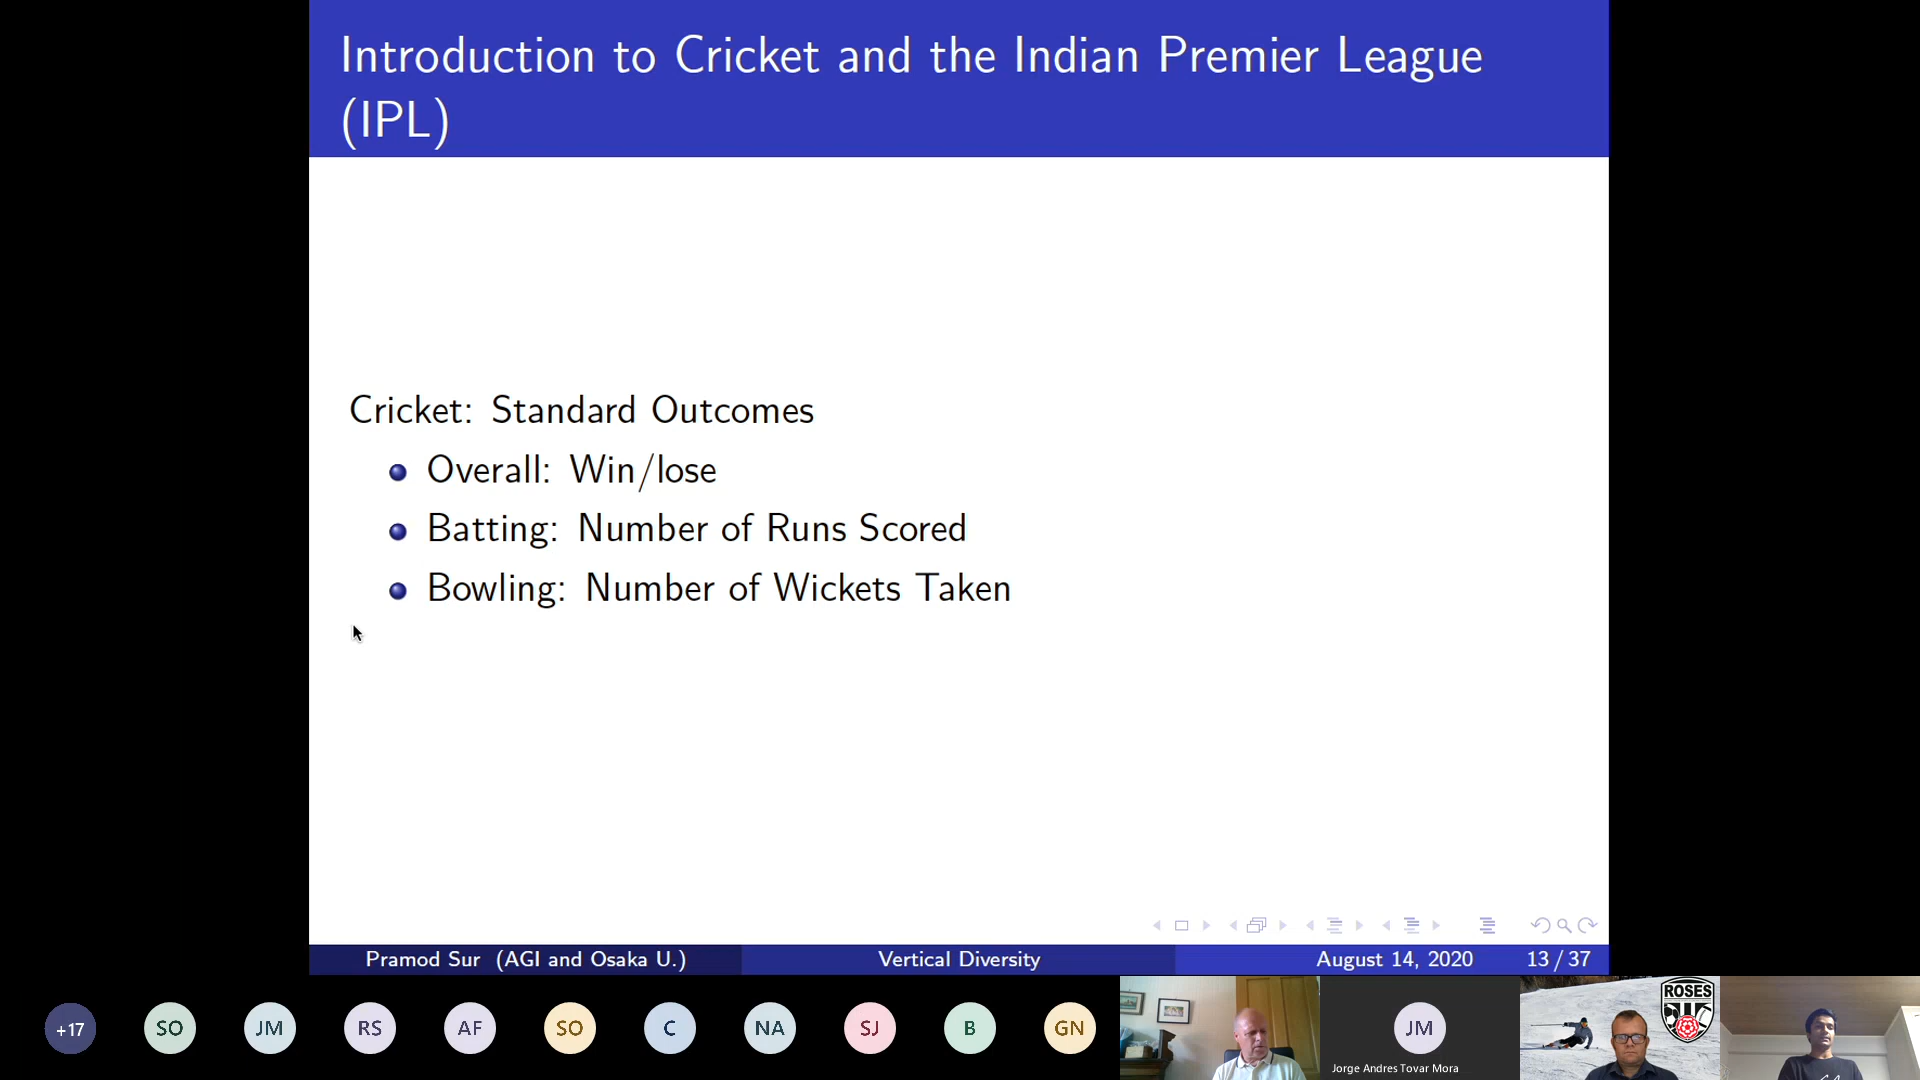 Introduction to Cricket and the Indian Premier League
(IPL)
Cricket: Standard Outcomes
Overall: Win/lose
Batting: Number of Runs Scored
Bowling: Number of Wickets Taken
Pramod Sur (AGI and Osaka U.) Vertical Diversity August 14, 2020 13 / 37
+17 SO JM RS AF SO C NA SJ B GN JM
Jorge Andres Tovar Mora
ROSES